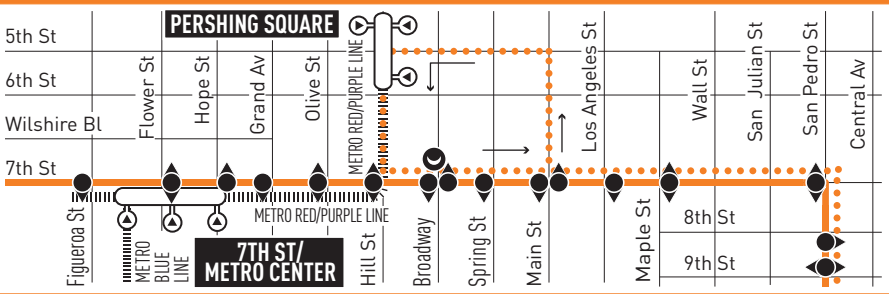 PERSHING SQUARE
5th St
6th St
Wilshire Bl
7th St
Flower St
Hope St
Grand Av
Olive St
METRO RED/PURPLE LINE
Los Angeles St
Wall St
San Julian St
San Pedro St
Central Av
Figueroa St
METRO
BLUE
LINE
METRO RED/PURPLE LINE
7TH ST/
METRO CENTER
Hill St
Broadway
Spring St
Main St
Maple St
8th St
9th St